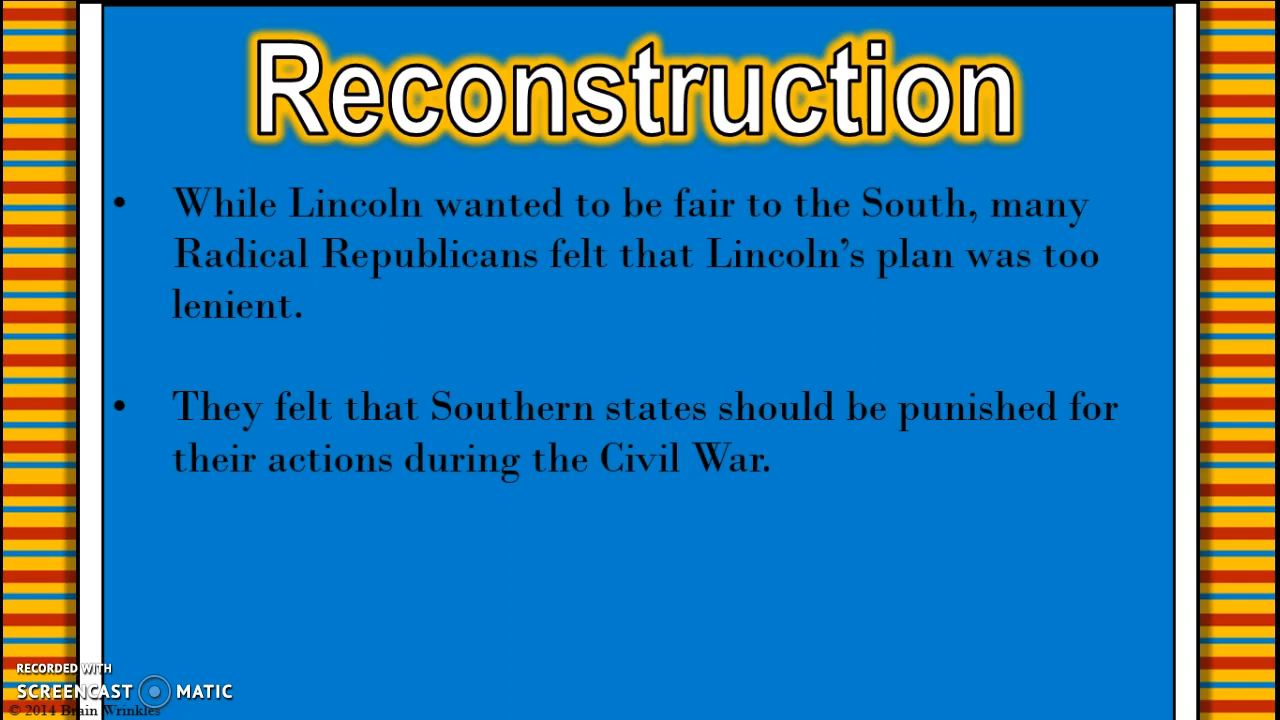 Reconstruction
• While Lincoln wanted to be fair to the South, many
Radical Republicans felt that Lincoln’s plan was too
lenient.
• They felt that Southern states should be punished for
their actions during the Civil War.
RECORDED WITH
SCREENCAST MATIC
© 2014 Brain Wrinkles